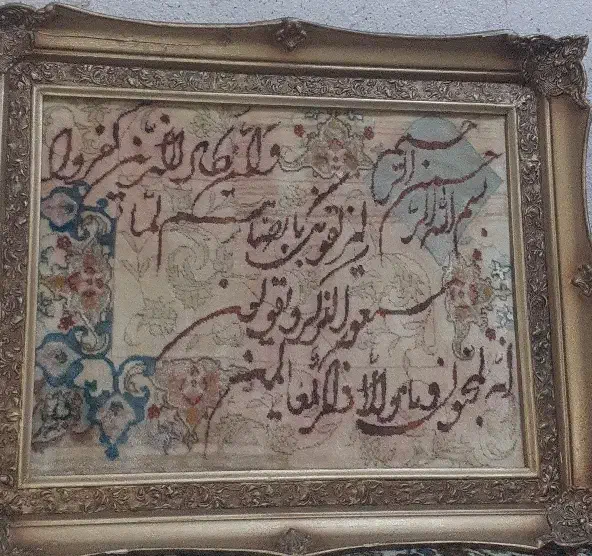 بسم الله الرحمن الرحیم
وان یکاد الذین کفروا
لیزلقونک بابصارهم لما
سمعوا الذکر و یقولون
انه لمجنون و ما هو الا ذکر للعالمین